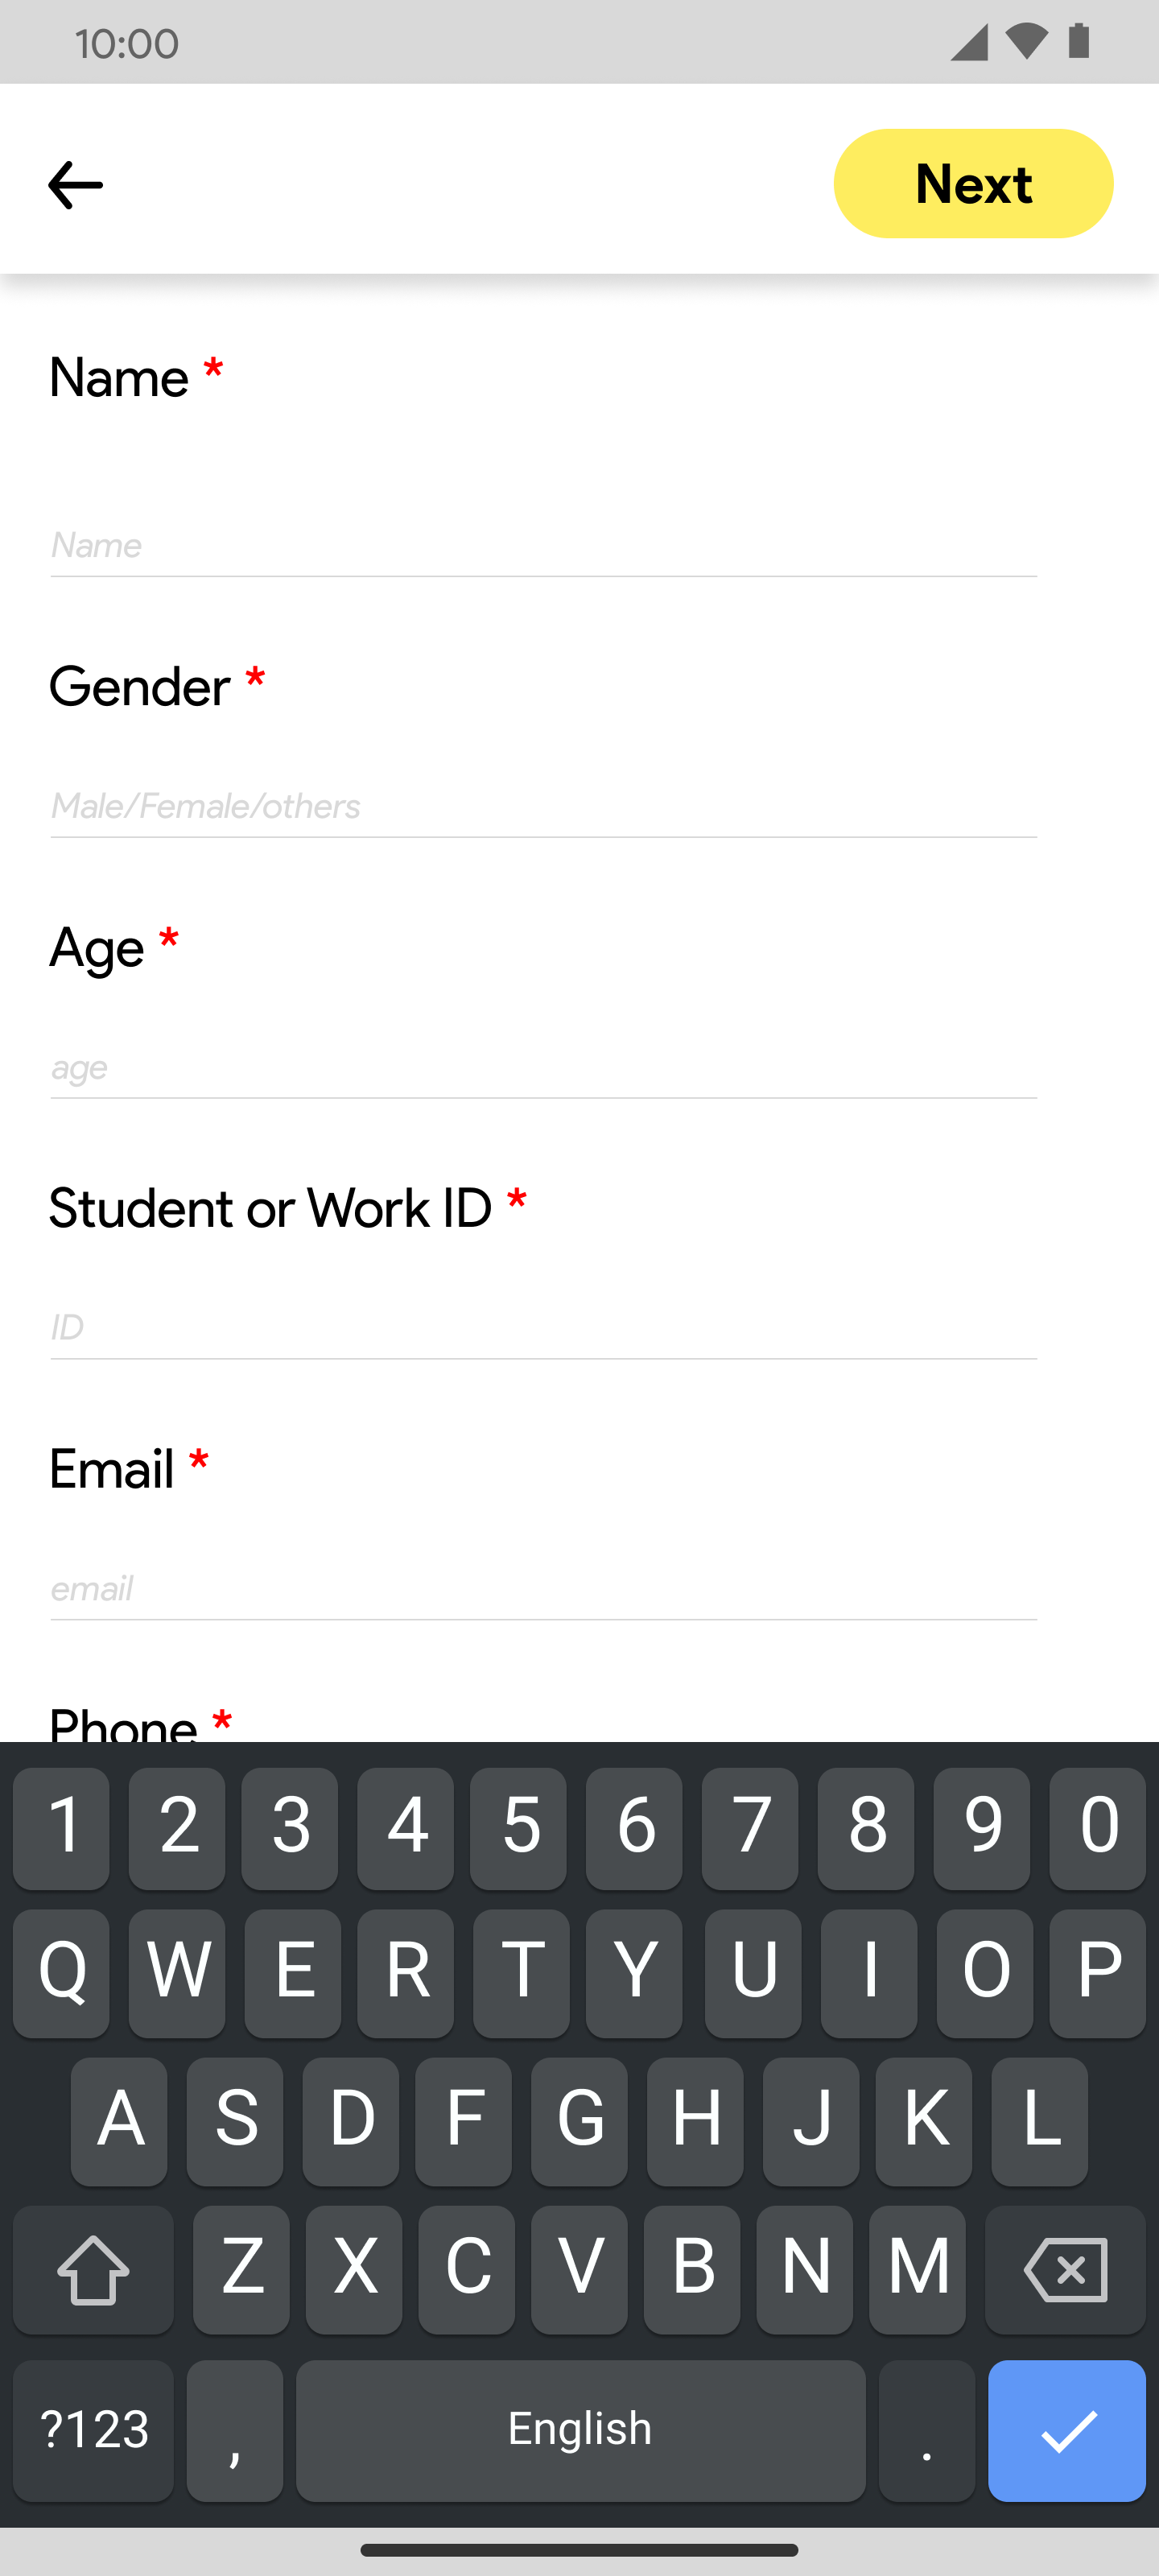 10:00
Next
Name *
Name
Gender *
Male/Female/others
Age *
age
Student or Work ID *
ID
Email *
email
Phone *
1 2 3 4 5 6 7 8 9 0
Q W E R T Y U I O P
A S D F G H J K L
Z X C V B N M
?123 , English .